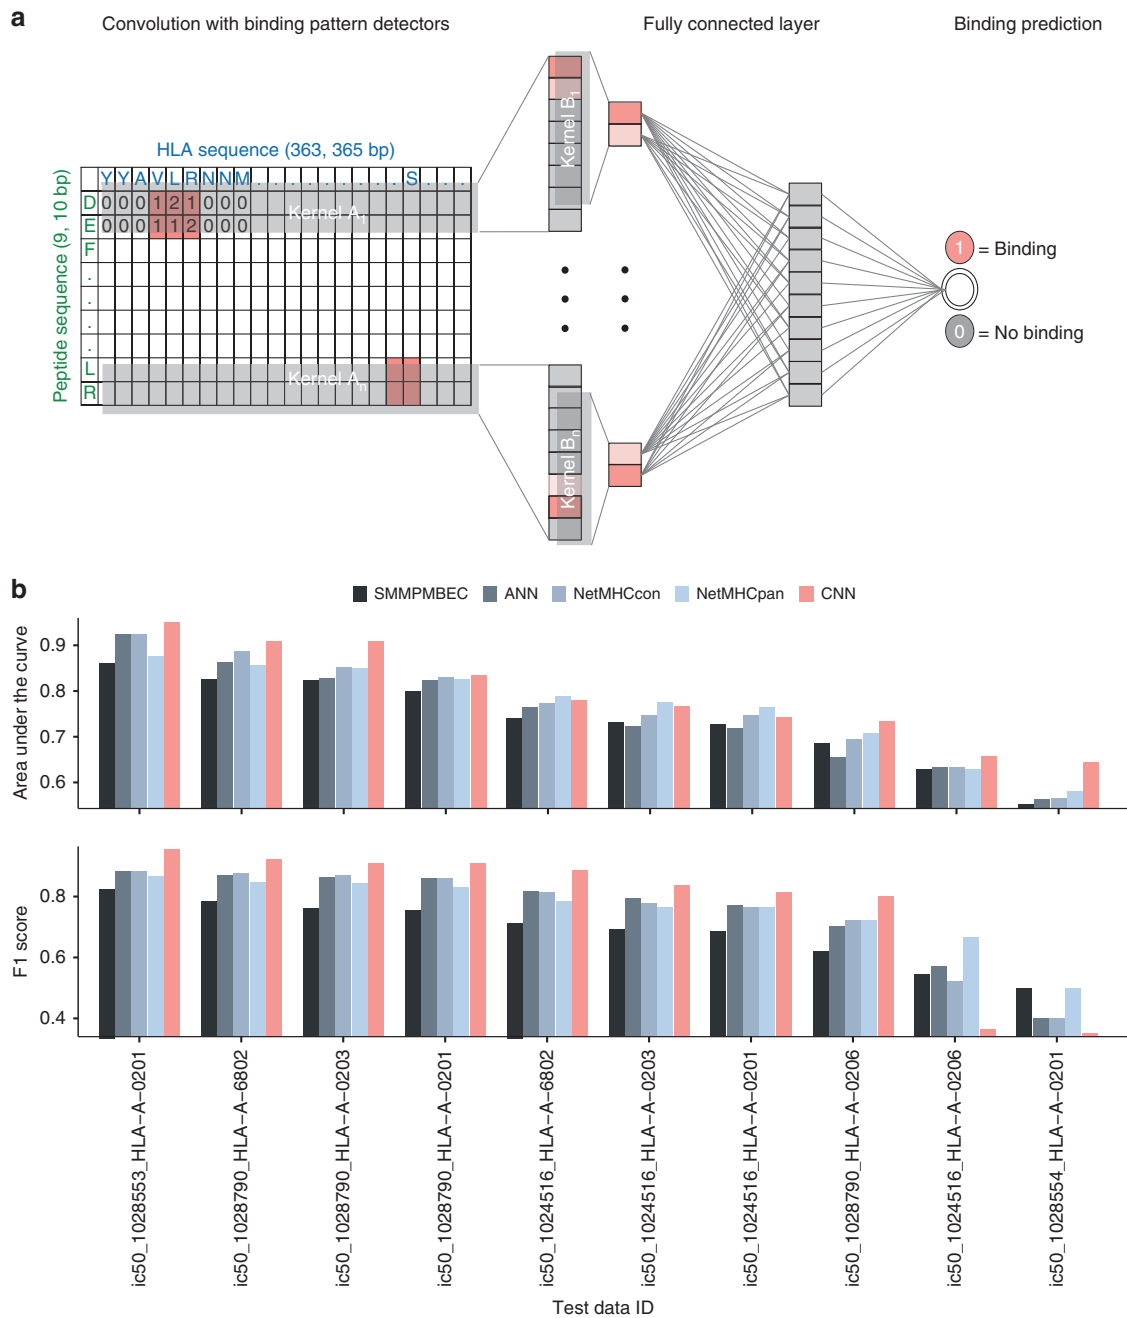 a
Convolution with binding pattern detectors
Fully connected layer
Binding prediction
HLA sequence (363, 365 bp)
Peptide sequence (9, 10 bp)
Y Y A V L R N N M . . . . . . . . . S . . .
D 0 0 0 1 2 1 0 0 0
Kernel A1
E 0 0 0 1 1 2 0 0 0
F
.
.
.
.
L
Kernel An
R
Kernel B1
Kernel Bn
1 = Binding
0 = No binding
b
SMMPMBEC ANN NetMHCcon NetMHCpan CNN
Area under the curve
0.9
0.8
0.7
0.6
F1 score
0.8
0.6
0.4
ic50_1028553_HLA−A−0201
ic50_1028790_HLA−A−6802
ic50_1028790_HLA−A−0203
ic50_1028790_HLA−A−0201
ic50_1024516_HLA−A−6802
ic50_1024516_HLA−A−0203
ic50_1024516_HLA−A−0201
ic50_1028790_HLA−A−0206
ic50_1024516_HLA−A−0206
ic50_1028554_HLA−A−0201
Test data ID